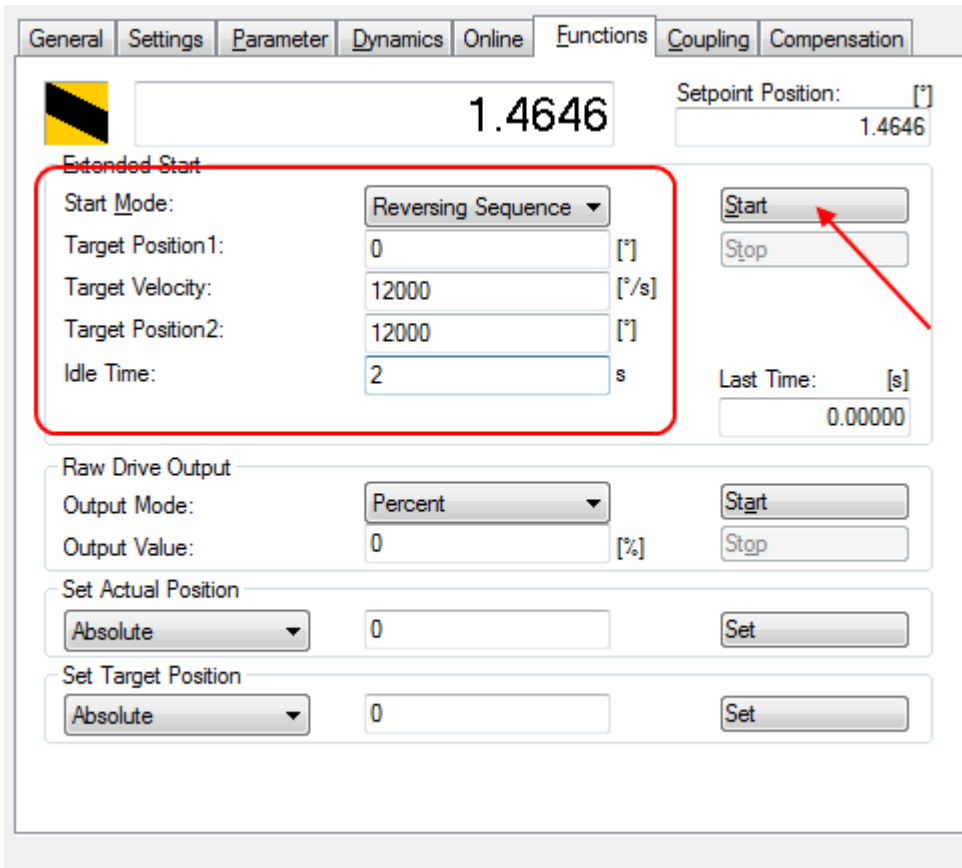 General Settings Parameter Dynamics Online Functions Coupling Compensation
1.4646
Setpoint Position: [°]
1.4646
Extended Start
Start Mode: Reversing Sequence
Start
Target Position1: 0 [°]
Stop
Target Velocity: 12000 [°/s]
Target Position2: 12000 [°]
Idle Time: 2 s
Last Time: [s]
0.00000
Raw Drive Output
Output Mode: Percent
Start
Output Value: 0 [%]
Stop
Set Actual Position
Absolute 0 Set
Set Target Position
Absolute 0 Set